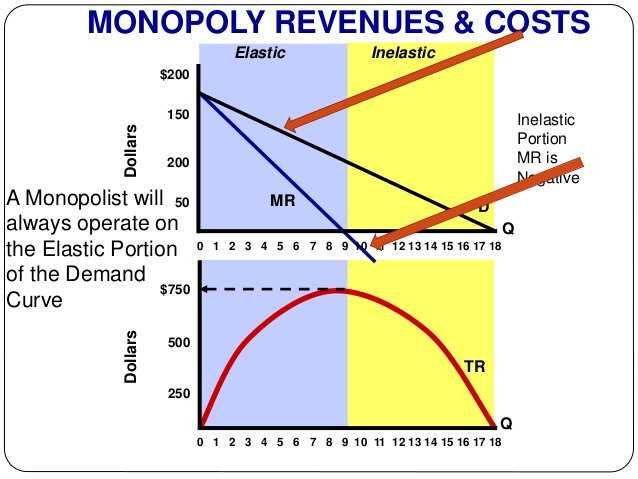 MONOPOLY REVENUES & COSTS
Elastic
Inelastic
$200
150
200
50
Dollars
MR
D
Q
0 1 2 3 4 5 6 7 8 9 10 11 12 13 14 15 16 17 18
Inelastic
Portion
MR is
Negative
A Monopolist will
always operate on
the Elastic Portion
of the Demand
Curve
$750
500
250
Dollars
TR
Q
0 1 2 3 4 5 6 7 8 9 10 11 12 13 14 15 16 17 18